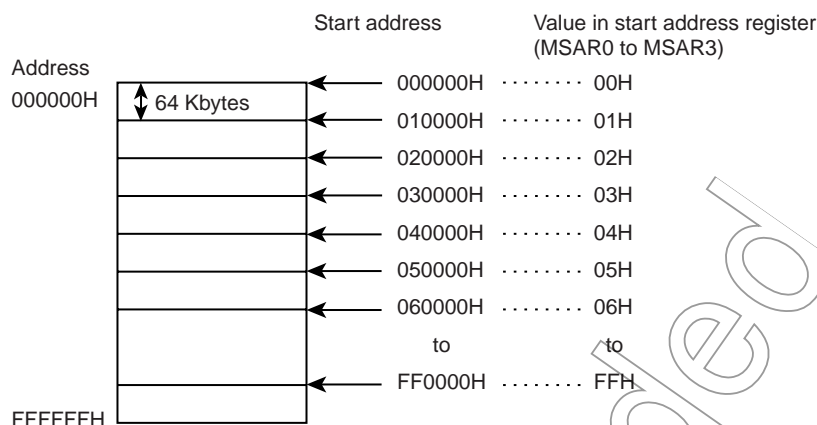 Start address Value in start address register
(MSAR0 to MSAR3)
Address
000000H
64 Kbytes
000000H ········ 00H
010000H ········ 01H
020000H ········ 02H
030000H ········ 03H
040000H ········ 04H
050000H ········ 05H
060000H ········ 06H
to to
FF0000H ········ FFH
FFFFFFH